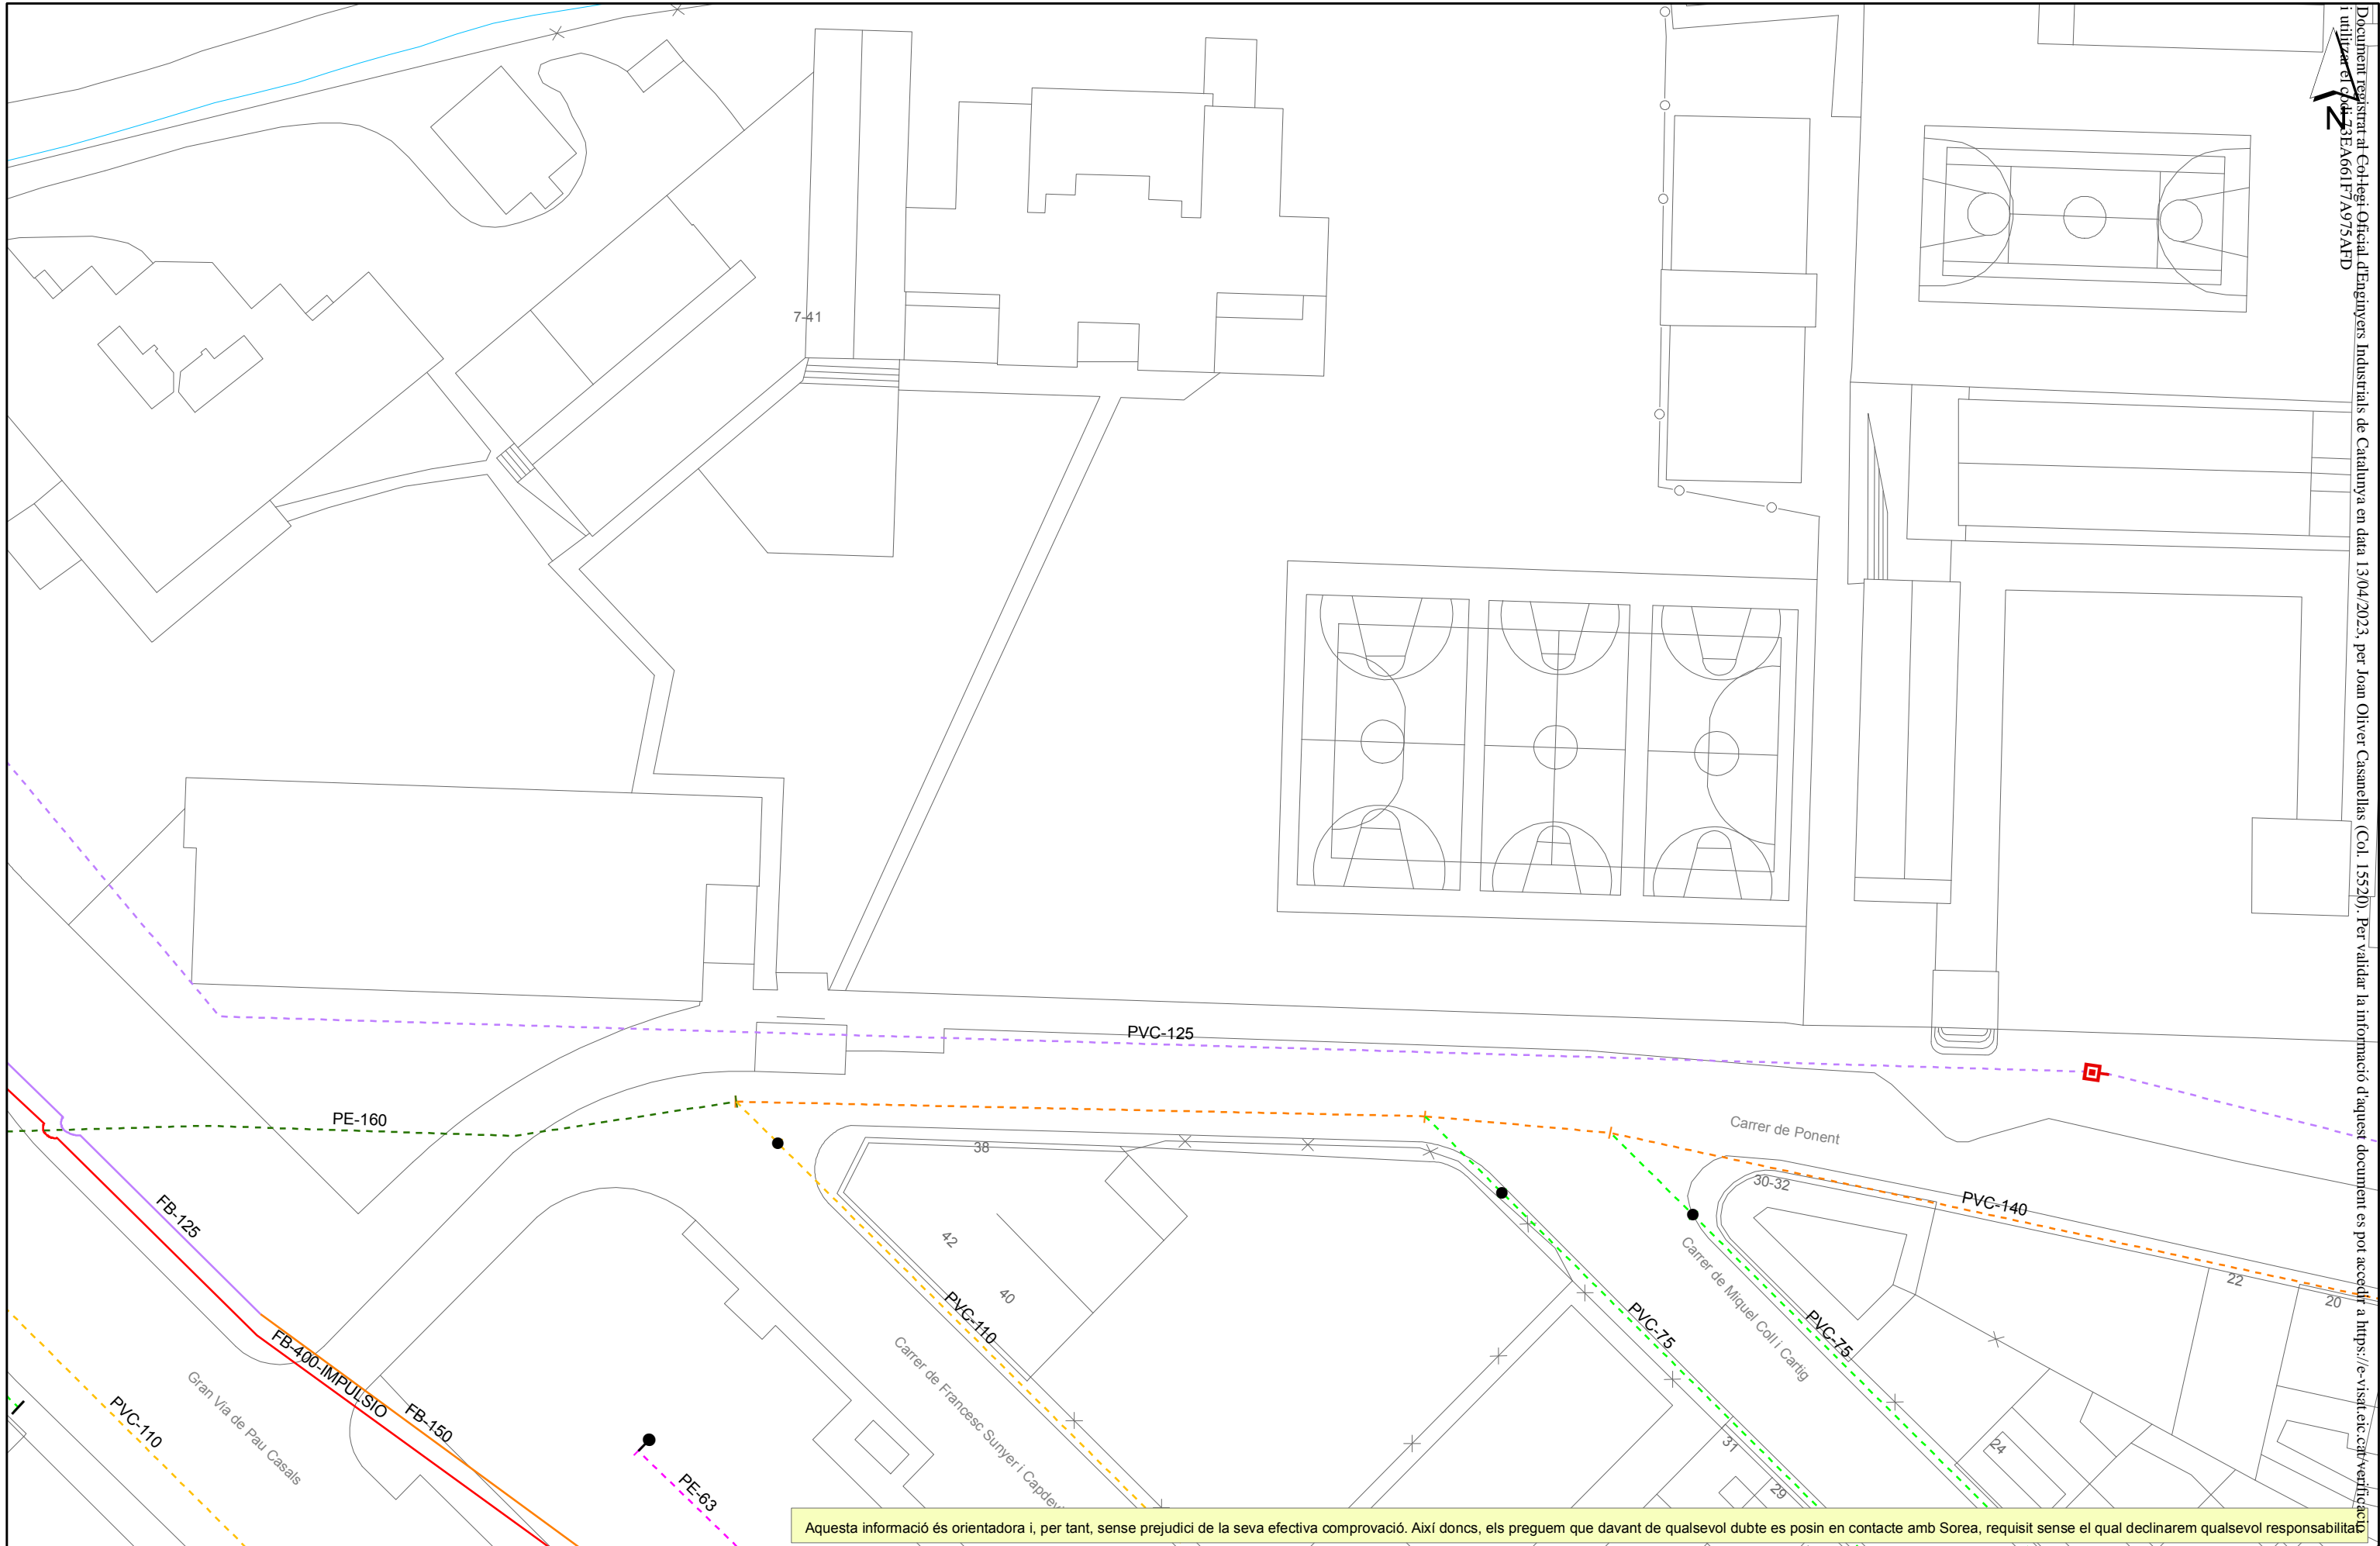 Document registrat al Col·legi Oficial d'Enginyers Industrials de Catalunya en data 13/04/2023, per Joan Oliver Casanellas (Col. 15520). Per validar la informació d'aquest document es pot accedir a https://e-visat.eic.cat/verificacio
i utilitzar el codi 73EA661F7A975AFD
N
7-41
PVC-125
PE-160
Carrer de Ponent
38
30-32
PVC-140
FB-125
42
40
PVC-110
Carrer de Miquel Coll i Cartig
PVC-75
PVC-75
22
20
FB-400-IMPULSIO
FB-150
Gran Via de Pau Casals
PVC-110
Carrer de Francesc Sunyer i Capdev
31
24
29
PE-63
Aquesta informació és orientadora i, per tant, sense prejudici de la seva efectiva comprovació. Així doncs, els preguem que davant de qualsevol dubte es posin en contacte amb Sorea, requisit sense el qual declinarem qualsevol responsabilitat.